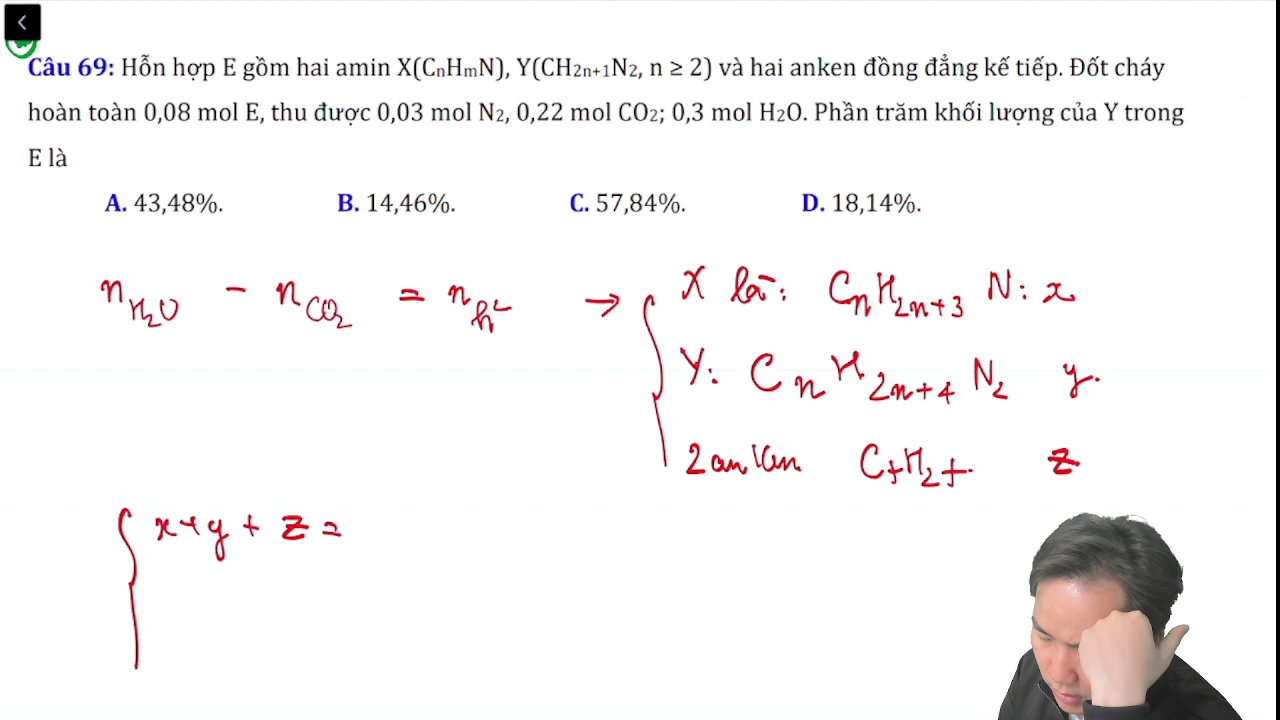 Câu 69: Hỗn hợp E gồm hai amin X(CnHmN), Y(CH2n+1N2, n ≥ 2) và hai anken đồng đẳng kế tiếp. Đốt cháy
hoàn toàn 0,08 mol E, thu được 0,03 mol N2, 0,22 mol CO2; 0,3 mol H2O. Phần trăm khối lượng của Y trong
E là
A. 43,48%. B. 14,46%. C. 57,84%. D. 18,14%.
nH2O - nCO2 = nh2 →
X là: CnH2n+3 N: x
Y: CnH2n+4 N2 y.
2anken CtH2t. z
x+y+z=